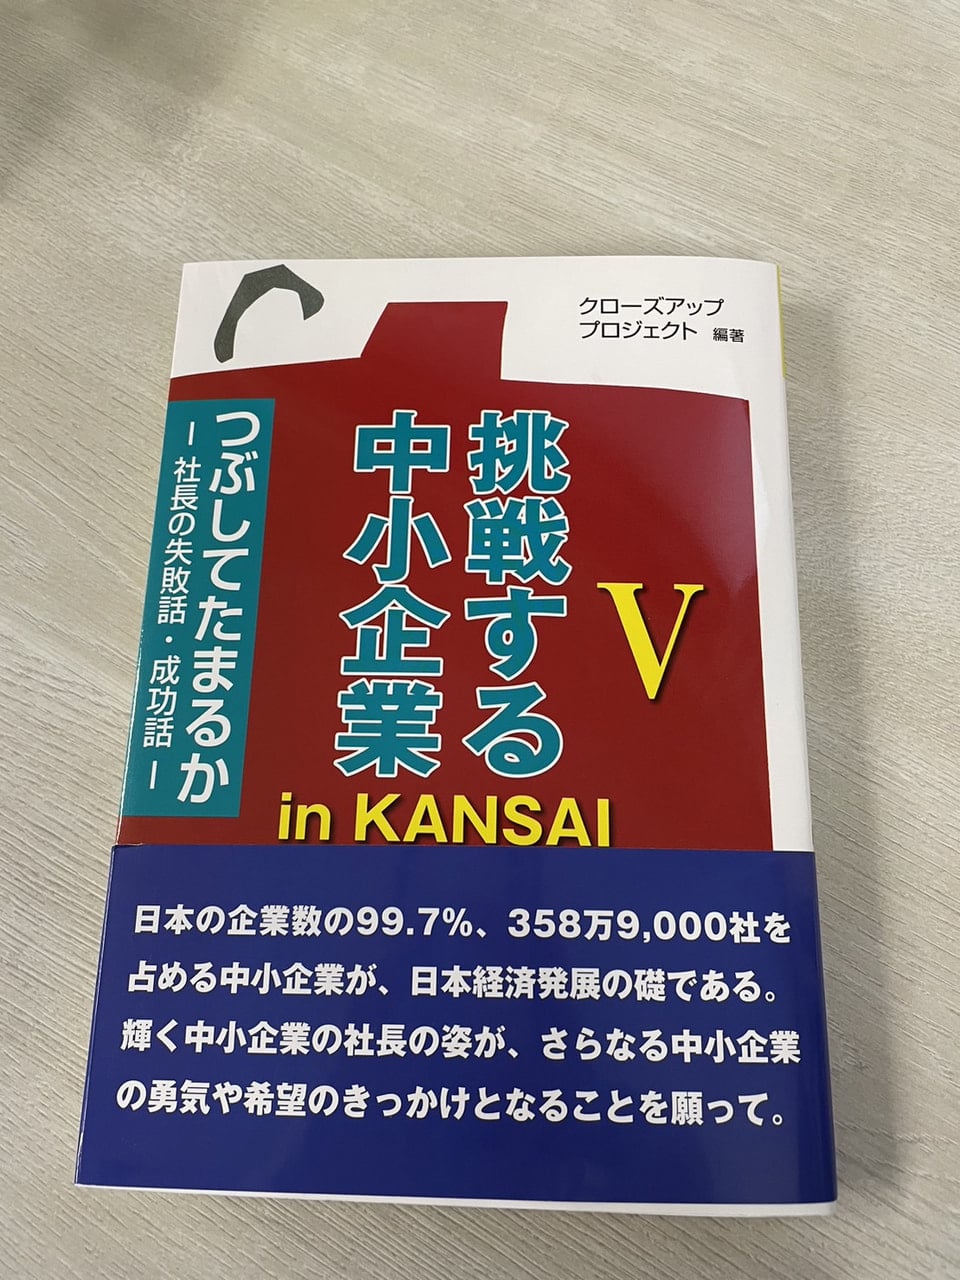 クローズアップ
プロジェクト 編著
挑戦する
中小企業
V
in KANSAI
つぶしてたまるか
－社長の失敗話・成功話－
日本の企業数の99.7%、358万9,000社を
占める中小企業が、日本経済発展の礎である。
輝く中小企業の社長の姿が、さらなる中小企業
の勇気や希望のきっかけとなることを願って。